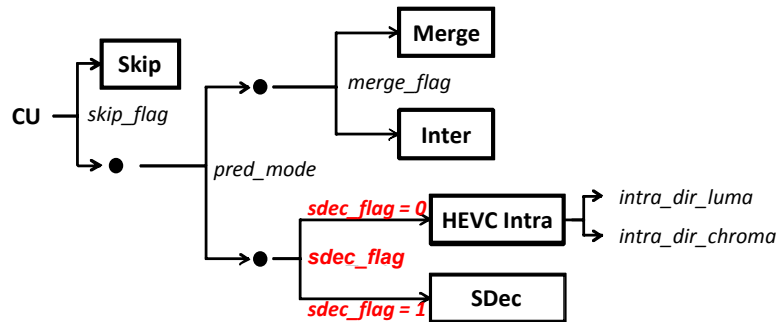 Merge
Skip
merge_flag
CU
skip_flag
Inter
pred_mode
sdec_flag = 0
HEVC Intra
intra_dir_luma
intra_dir_chroma
sdec_flag
SDec
sdec_flag = 1